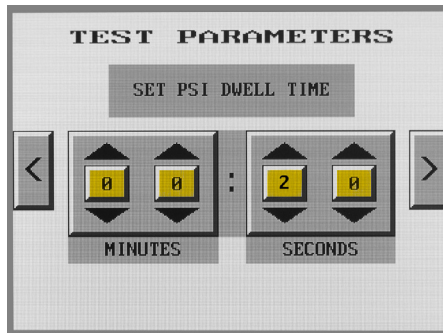 TEST PARAMETERS
SET PSI DWELL TIME
< 0 0 : 2 0 >
MINUTES SECONDS